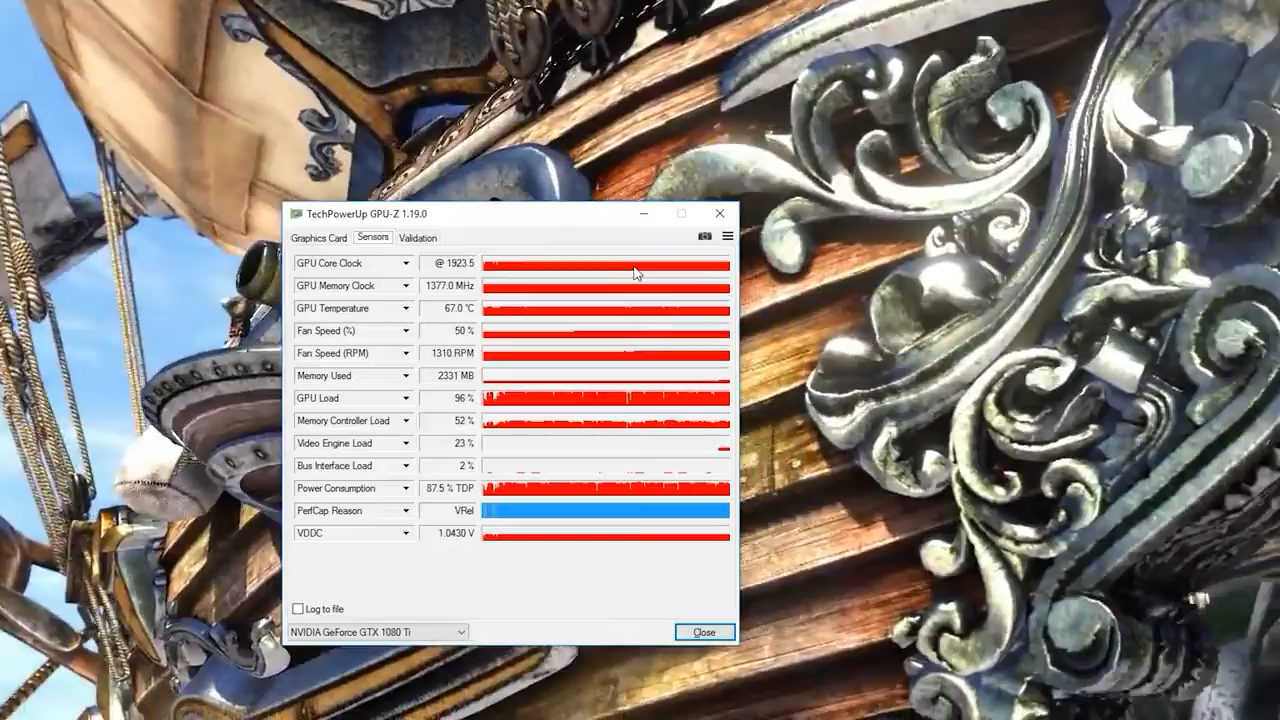 TechPowerUp GPU-Z 1.19.0
Graphics Card Sensors Validation
GPU Core Clock @ 1923.5
GPU Memory Clock 1377.0 MHz
GPU Temperature 67.0 °C
Fan Speed (%) 50 %
Fan Speed (RPM) 1310 RPM
Memory Used 2331 MB
GPU Load 96 %
Memory Controller Load 52 %
Video Engine Load 23 %
Bus Interface Load 2 %
Power Consumption 87.5 % TDP
PerfCap Reason VRel
VDDC 1.0430 V
Log to file
NVIDIA GeForce GTX 1080 Ti Close